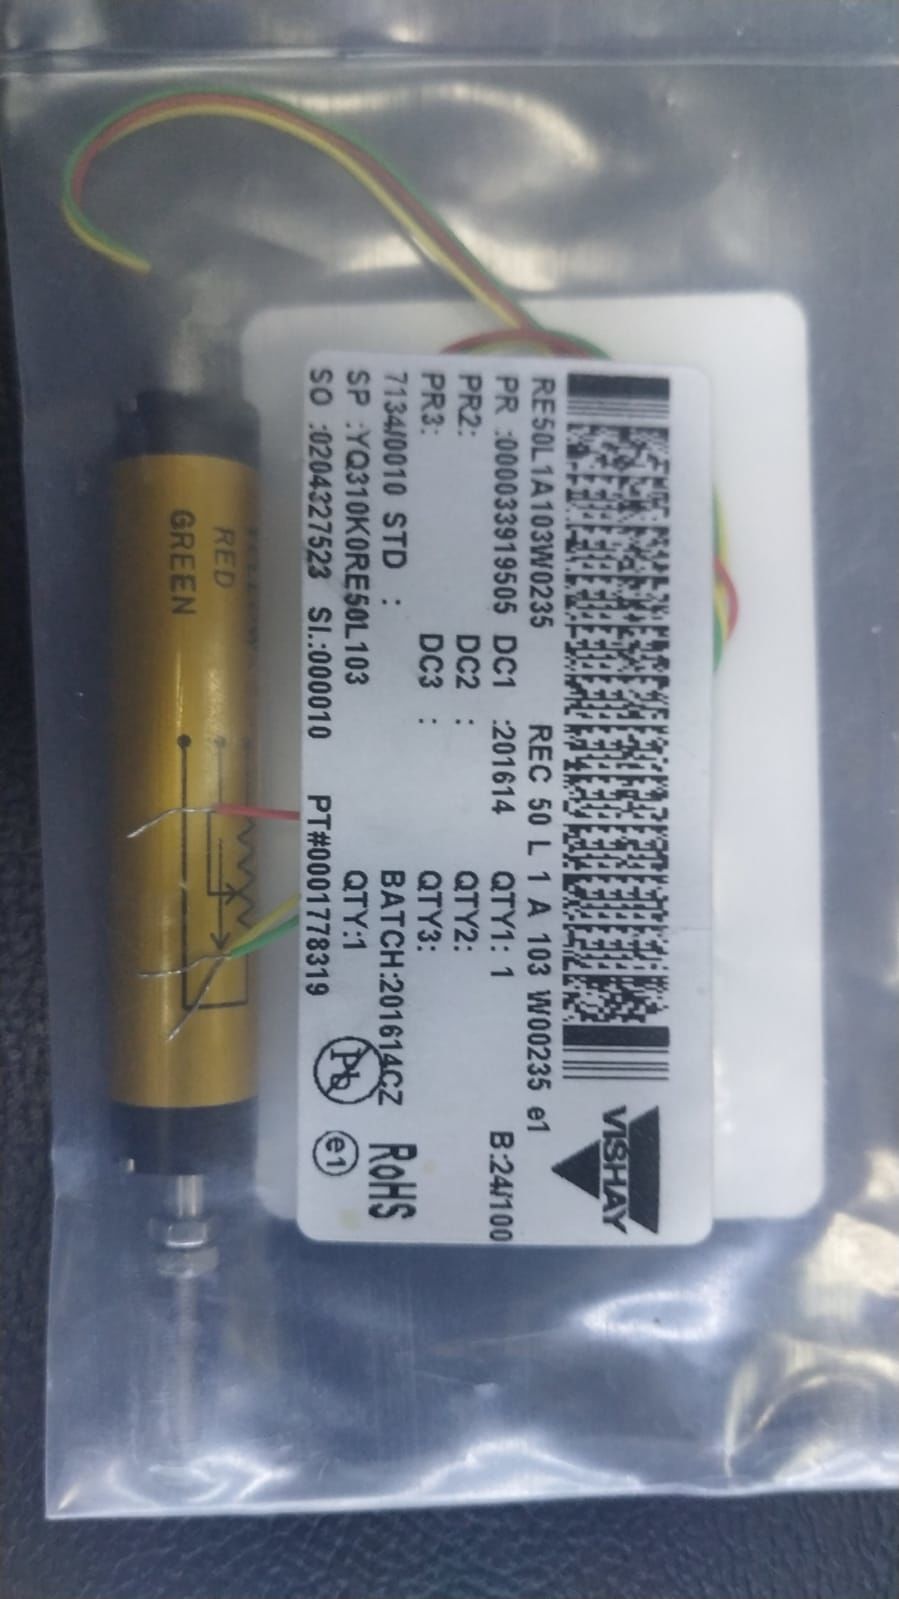 VISHAY
RE50L1A103W0235 REC 50 L 1 A 103 W00235 e1
PR :000033919505 DC1 :201614 QTY1: 1 B:24/100
PR2: DC2 : QTY2:
PR3: DC3 : QTY3:
7134/0010 STD : BATCH:201614CZ RoHS
SP :YQ310K0RE50L103 QTY:1 Pb e1
SO :0204327523 SI.:000010 PT#0001778319
YELLOW
RED
GREEN